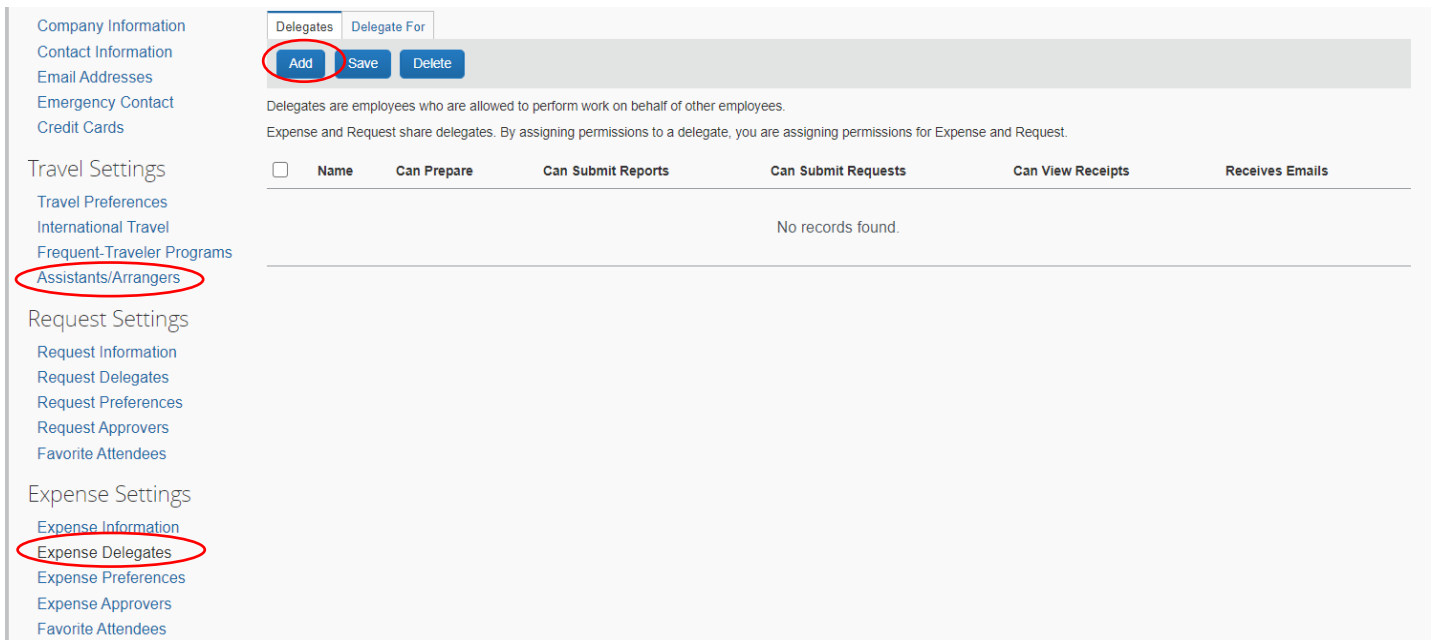 Company Information
Contact Information
Email Addresses
Emergency Contact
Credit Cards
Travel Settings
Travel Preferences
International Travel
Frequent-Traveler Programs
Assistants/Arrangers
Request Settings
Request Information
Request Delegates
Request Preferences
Request Approvers
Favorite Attendees
Expense Settings
Expense Information
Expense Delegates
Expense Preferences
Expense Approvers
Favorite Attendees
Delegates Delegate For
Add Save Delete
Delegates are employees who are allowed to perform work on behalf of other employees.
Expense and Request share delegates. By assigning permissions to a delegate, you are assigning permissions for Expense and Request.
Name Can Prepare Can Submit Reports Can Submit Requests Can View Receipts Receives Emails
No records found.